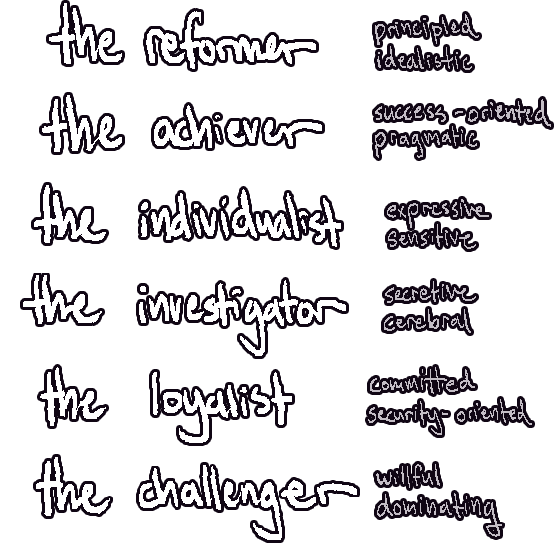 the reformer
principled
idealistic
the achiever
success-oriented
pragmatic
the individualist
expressive
sensitive
the investigator
secretive
cerebral
the loyalist
committed
security-oriented
the challenger
willful
dominating